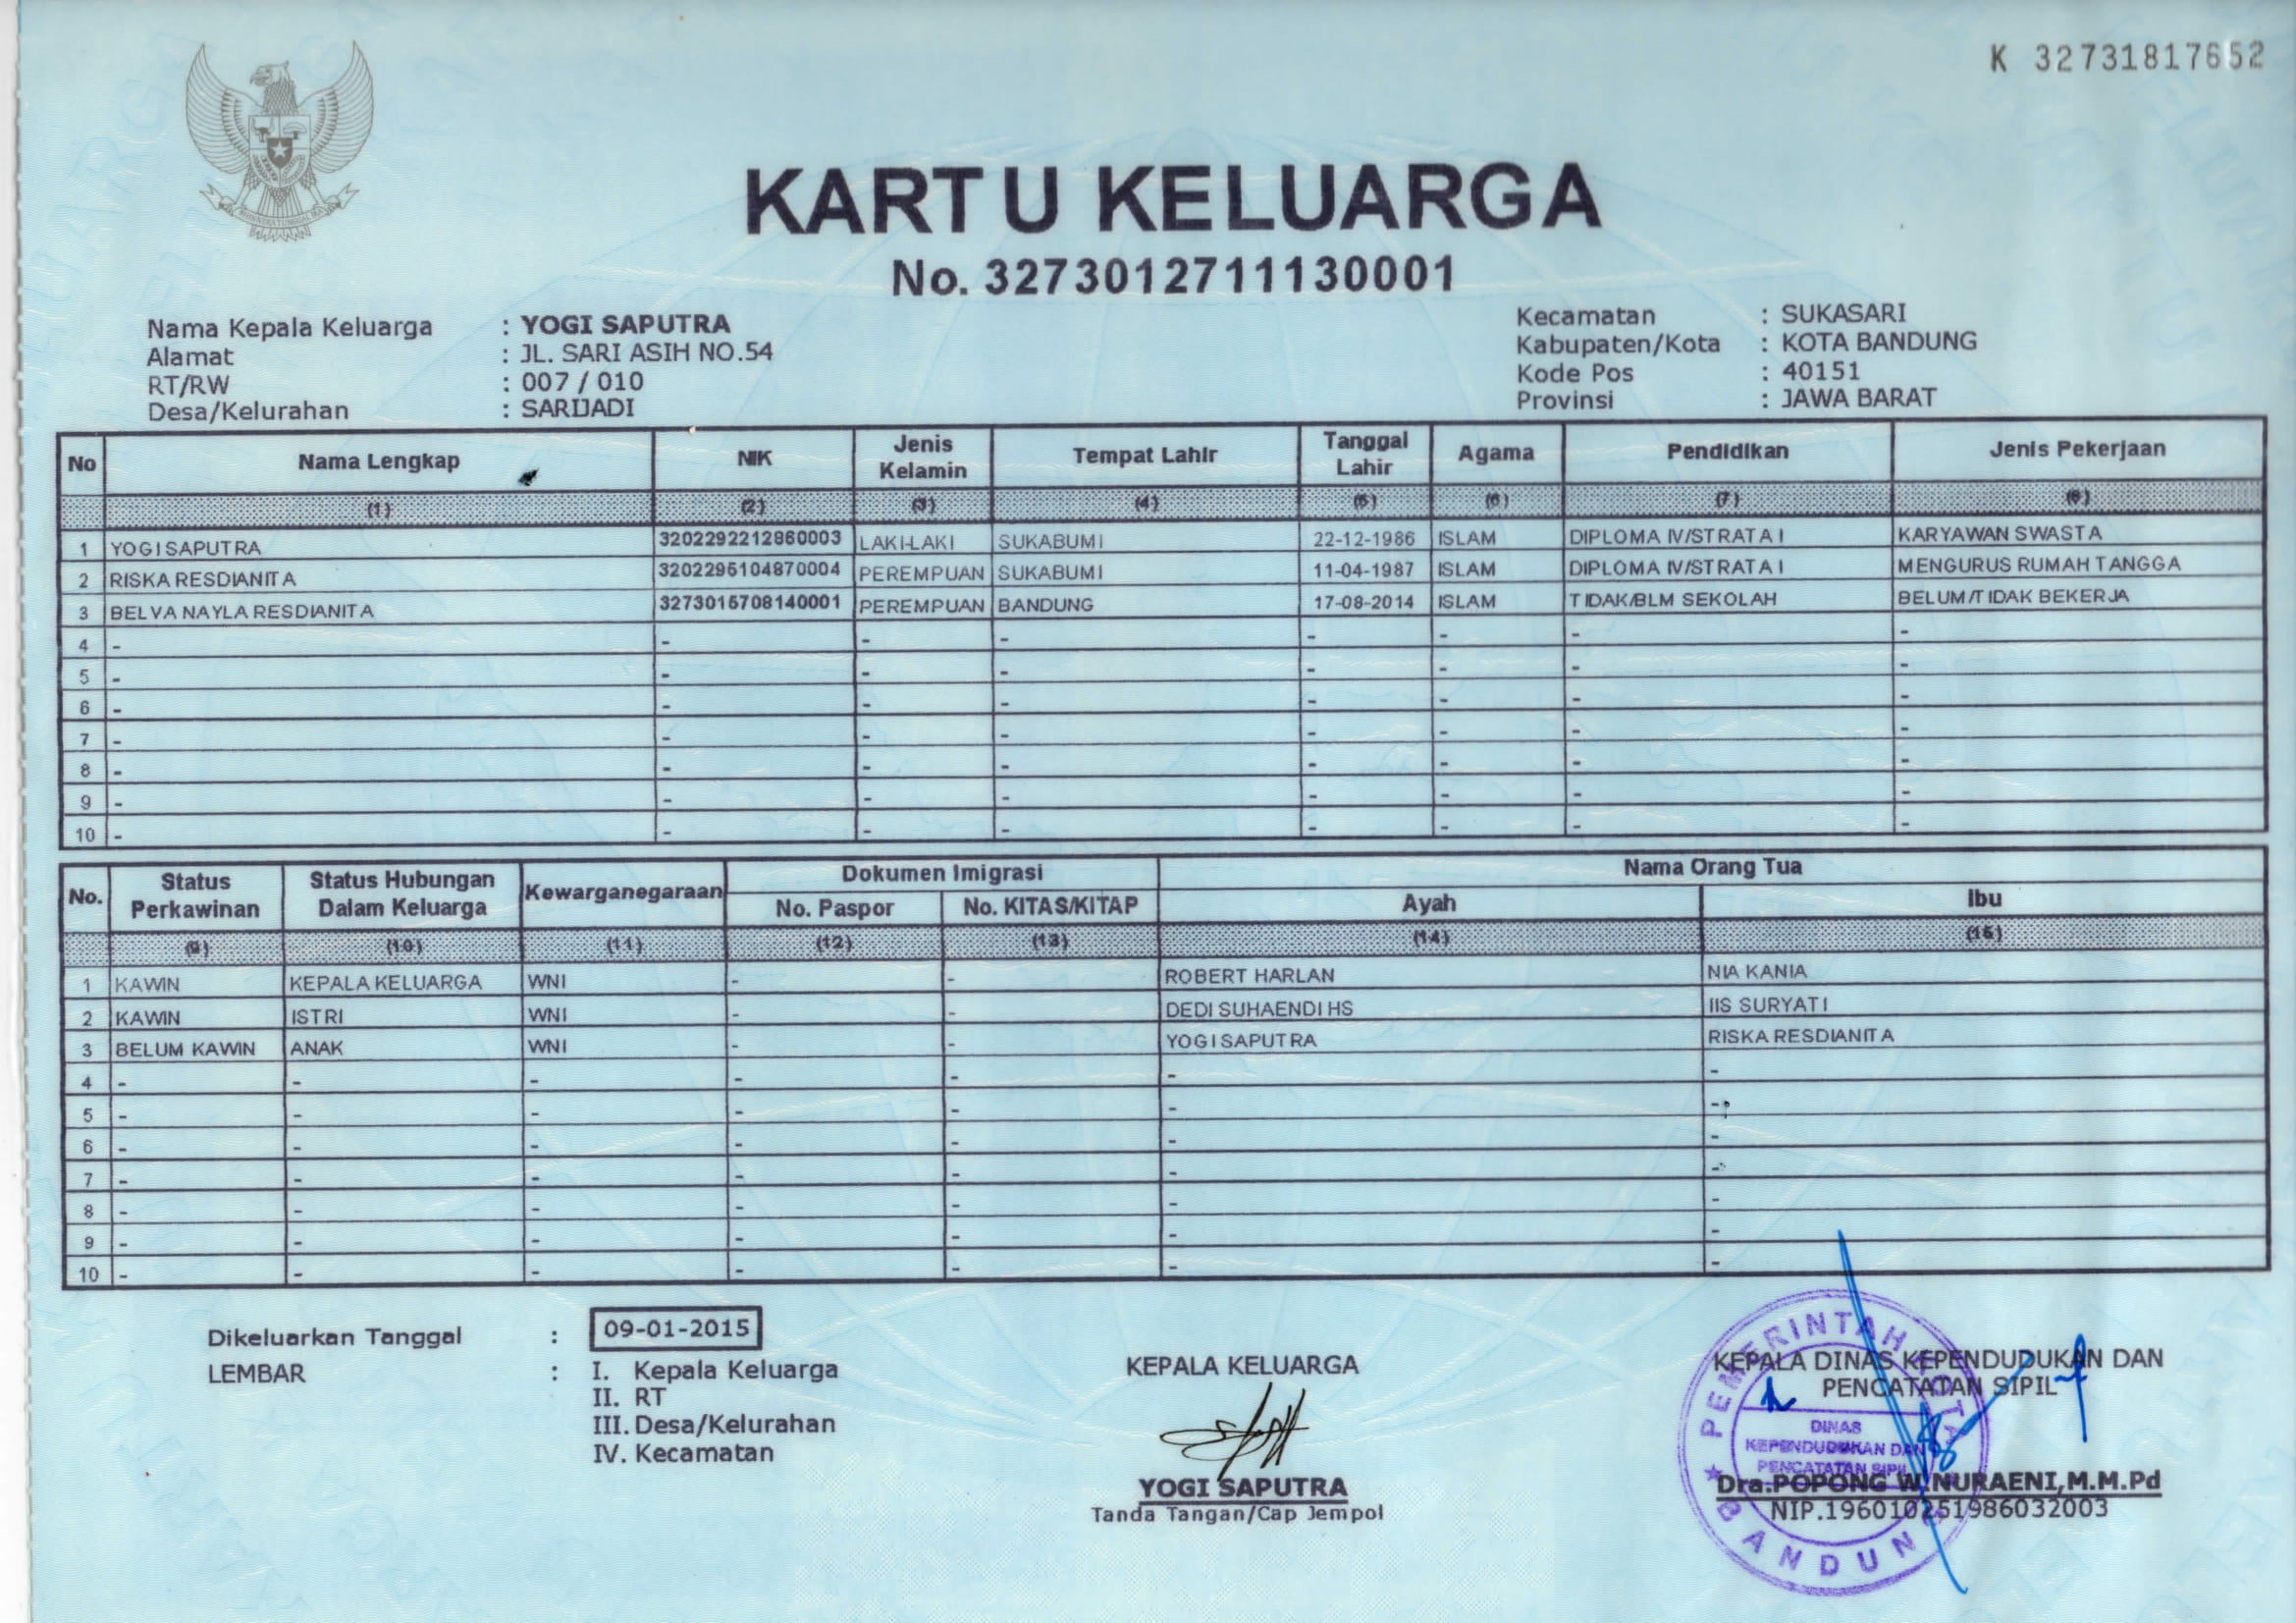 K 32731817652
KARTU KELUARGA
No. 3273012711130001
Nama Kepala Keluarga : YOGI SAPUTRA
Alamat : JL. SARI ASIH NO.54
RT/RW : 007 / 010
Desa/Kelurahan : SARIJADI
Kecamatan : SUKASARI
Kabupaten/Kota : KOTA BANDUNG
Kode Pos : 40151
Provinsi : JAWA BARAT
No Nama Lengkap NIK Jenis Kelamin Tempat Lahir Tanggal Lahir Agama Pendidikan Jenis Pekerjaan
(1) (2) (3) (4) (5) (6) (7) (8)
1 YOGI SAPUTRA 3202292212860003 LAKI-LAKI SUKABUMI 22-12-1986 ISLAM DIPLOMA IV/STRATA I KARYAWAN SWASTA
2 RISKA RESDIANITA 3202295104870004 PEREMPUAN SUKABUMI 11-04-1987 ISLAM DIPLOMA IV/STRATA I MENGURUS RUMAH TANGGA
3 BELVA NAYLA RESDIANITA 3273015708140001 PEREMPUAN BANDUNG 17-08-2014 ISLAM TIDAK/BLM SEKOLAH BELUM/TIDAK BEKERJA
4 - - - - - - - -
5 - - - - - - - -
6 - - - - - - - -
7 - - - - - - - -
8 - - - - - - - -
9 - - - - - - - -
10 - - - - - - - -
No. Status Perkawinan Status Hubungan Dalam Keluarga Kewarganegaraan Dokumen Imigrasi Nama Orang Tua
No. Paspor No. KITAS/KITAP Ayah Ibu
(9) (10) (11) (12) (13) (14) (15)
1 KAWIN KEPALA KELUARGA WNI - - ROBERT HARLAN NIA KANIA
2 KAWIN ISTRI WNI - - DEDI SUHAENDI HS IIS SURYATI
3 BELUM KAWIN ANAK WNI - - YOGI SAPUTRA RISKA RESDIANITA
4 - - - - - - -
5 - - - - - - -
6 - - - - - - -
7 - - - - - - -
8 - - - - - - -
9 - - - - - - -
10 - - - - - - -
Dikeluarkan Tanggal : 09-01-2015
LEMBAR : I. Kepala Keluarga
II. RT
III. Desa/Kelurahan
IV. Kecamatan
KEPALA KELUARGA
YOGI SAPUTRA
Tanda Tangan/Cap Jempol
KEPALA DINAS KEPENDUDUKAN DAN
PENCATATAN SIPIL
Dra.POPONG W.NURAENI,M.M.Pd
NIP.196010251986032003
PEMERINTAH KOTA
DINAS
KEPENDUDUKAN DAN
PENCATATAN SIPIL
BANDUNG